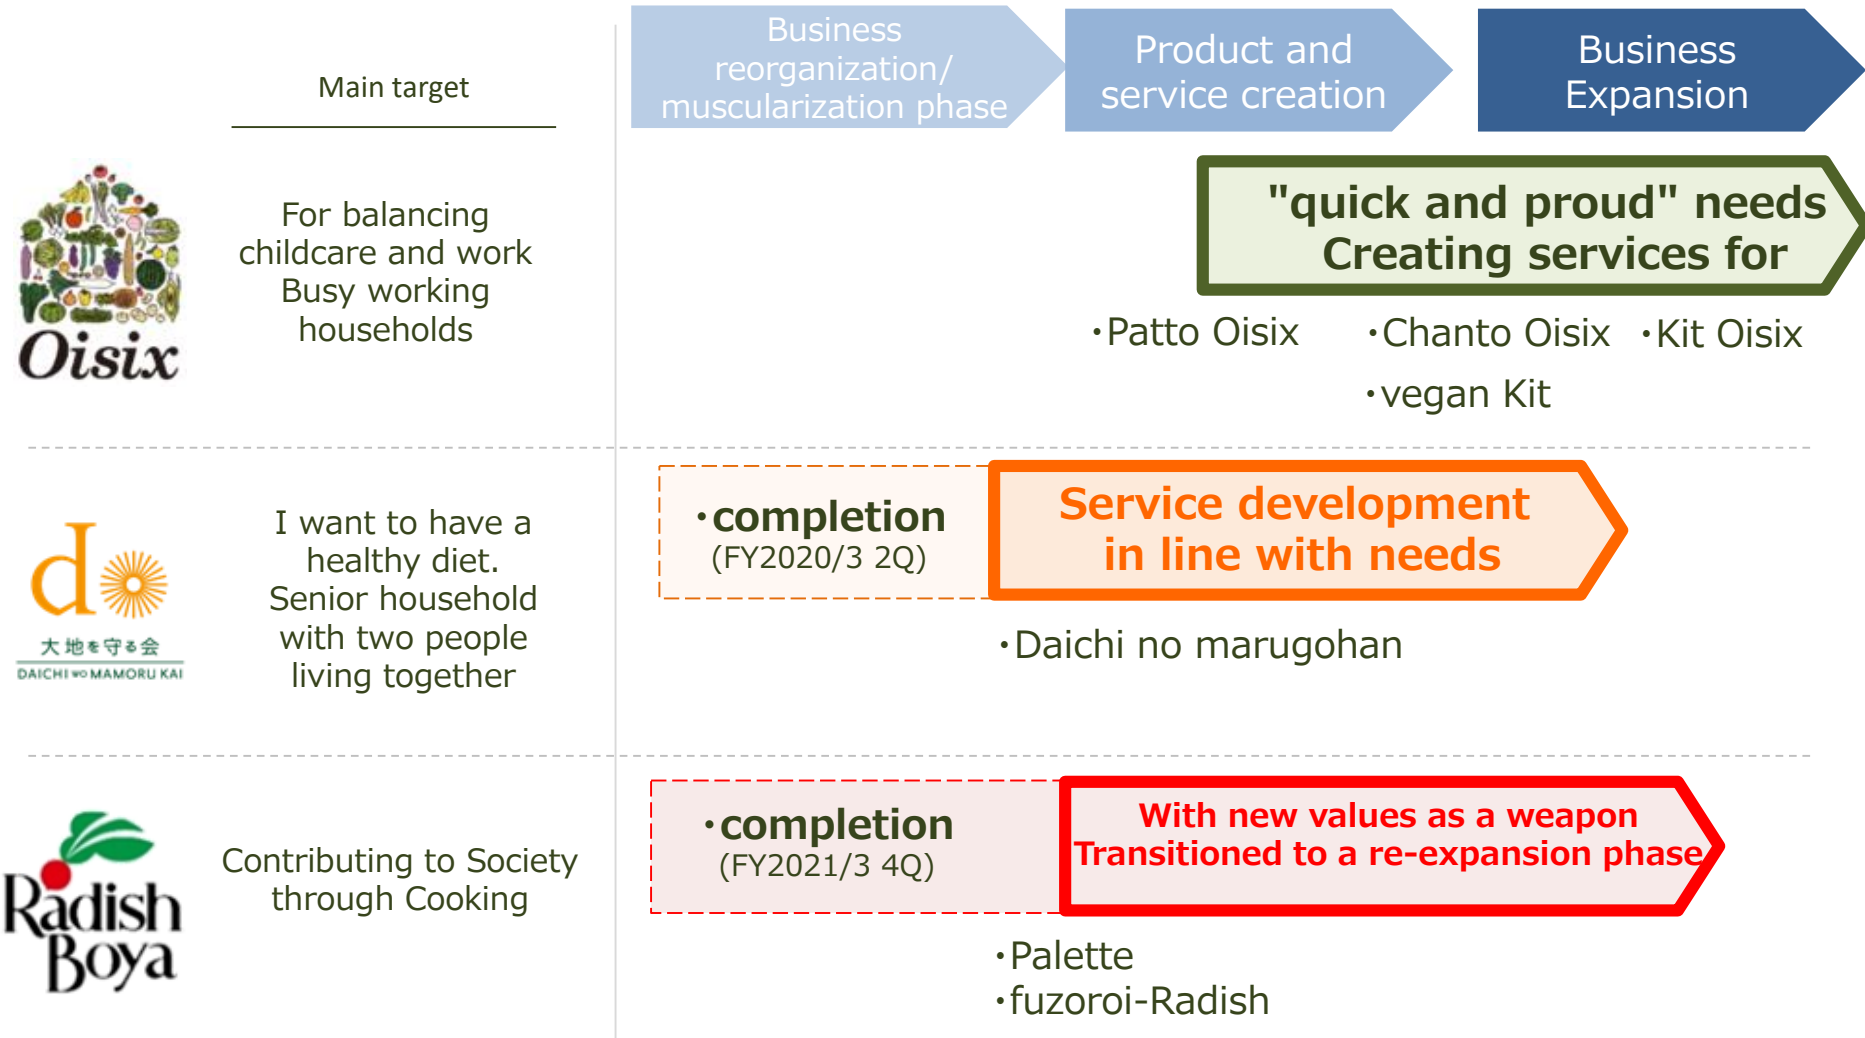 Main target
Business
reorganization/
muscularization phase
Product and
service creation
Business
Expansion
Oisix
For balancing
childcare and work
Busy working
households
"quick and proud" needs
Creating services for
・Patto Oisix
・Chanto Oisix
・Kit Oisix
・vegan Kit
d
大地を守る会
DAICHI WO MAMORU KAI
I want to have a
healthy diet.
Senior household
with two people
living together
・completion
(FY2020/3 2Q)
Service development
in line with needs
・Daichi no marugohan
Radish
Boya
Contributing to Society
through Cooking
・completion
(FY2021/3 4Q)
With new values as a weapon
Transitioned to a re-expansion phase
・Palette
・fuzoroi-Radish